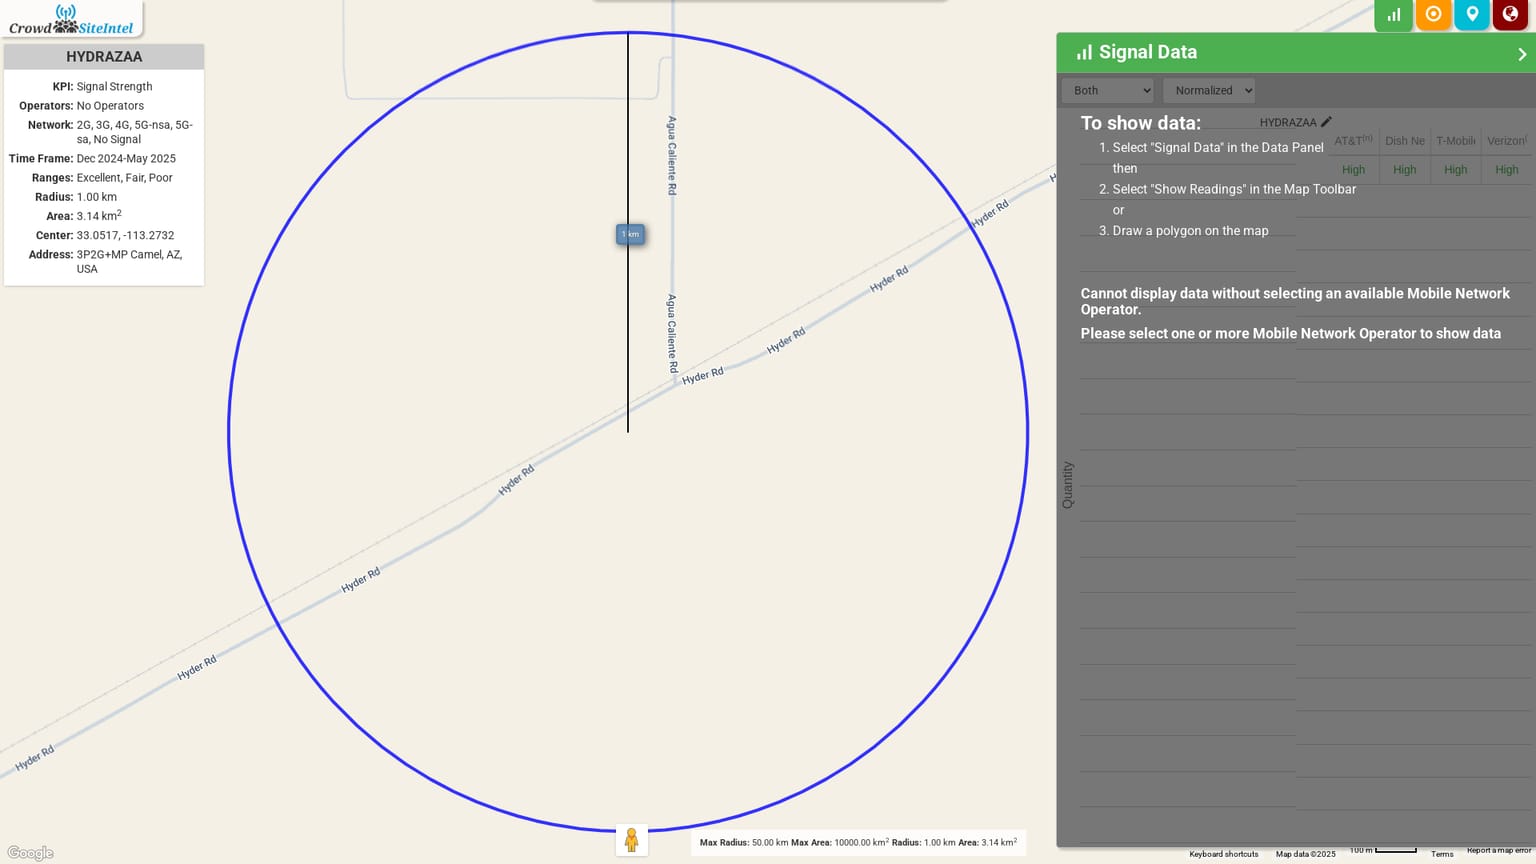 CrowdSiteIntel
HYDRAZAA
KPI: Signal Strength
Operators: No Operators
Network: 2G, 3G, 4G, 5G-nsa, 5G-
sa, No Signal
Time Frame: Dec 2024-May 2025
Ranges: Excellent, Fair, Poor
Radius: 1.00 km
Area: 3.14 km2
Center: 33.0517, -113.2732
Address: 3P2G+MP Camel, AZ,
USA
Agua Caliente Rd
1 km
Agua Caliente Rd
Hyder Rd
Hyder Rd
Hyder Rd
Hyder Rd
Hyder Rd
Hyder Rd
Hyder Rd
Hyder Rd
Signal Data
Both
Normalized
To show data:
HYDRAZAA
1. Select "Signal Data" in the Data Panel
then
2. Select "Show Readings" in the Map Toolbar
or
3. Draw a polygon on the map
AT&T(n) Dish Ne T-Mobile Verizon(
High High High High
Cannot display data without selecting an available Mobile Network
Operator.
Please select one or more Mobile Network Operator to show data
Quantity
Max Radius: 50.00 km Max Area: 10000.00 km2 Radius: 1.00 km Area: 3.14 km2
Google
Keyboard shortcuts
Map data ©2025
100 m
Terms
Report a map error